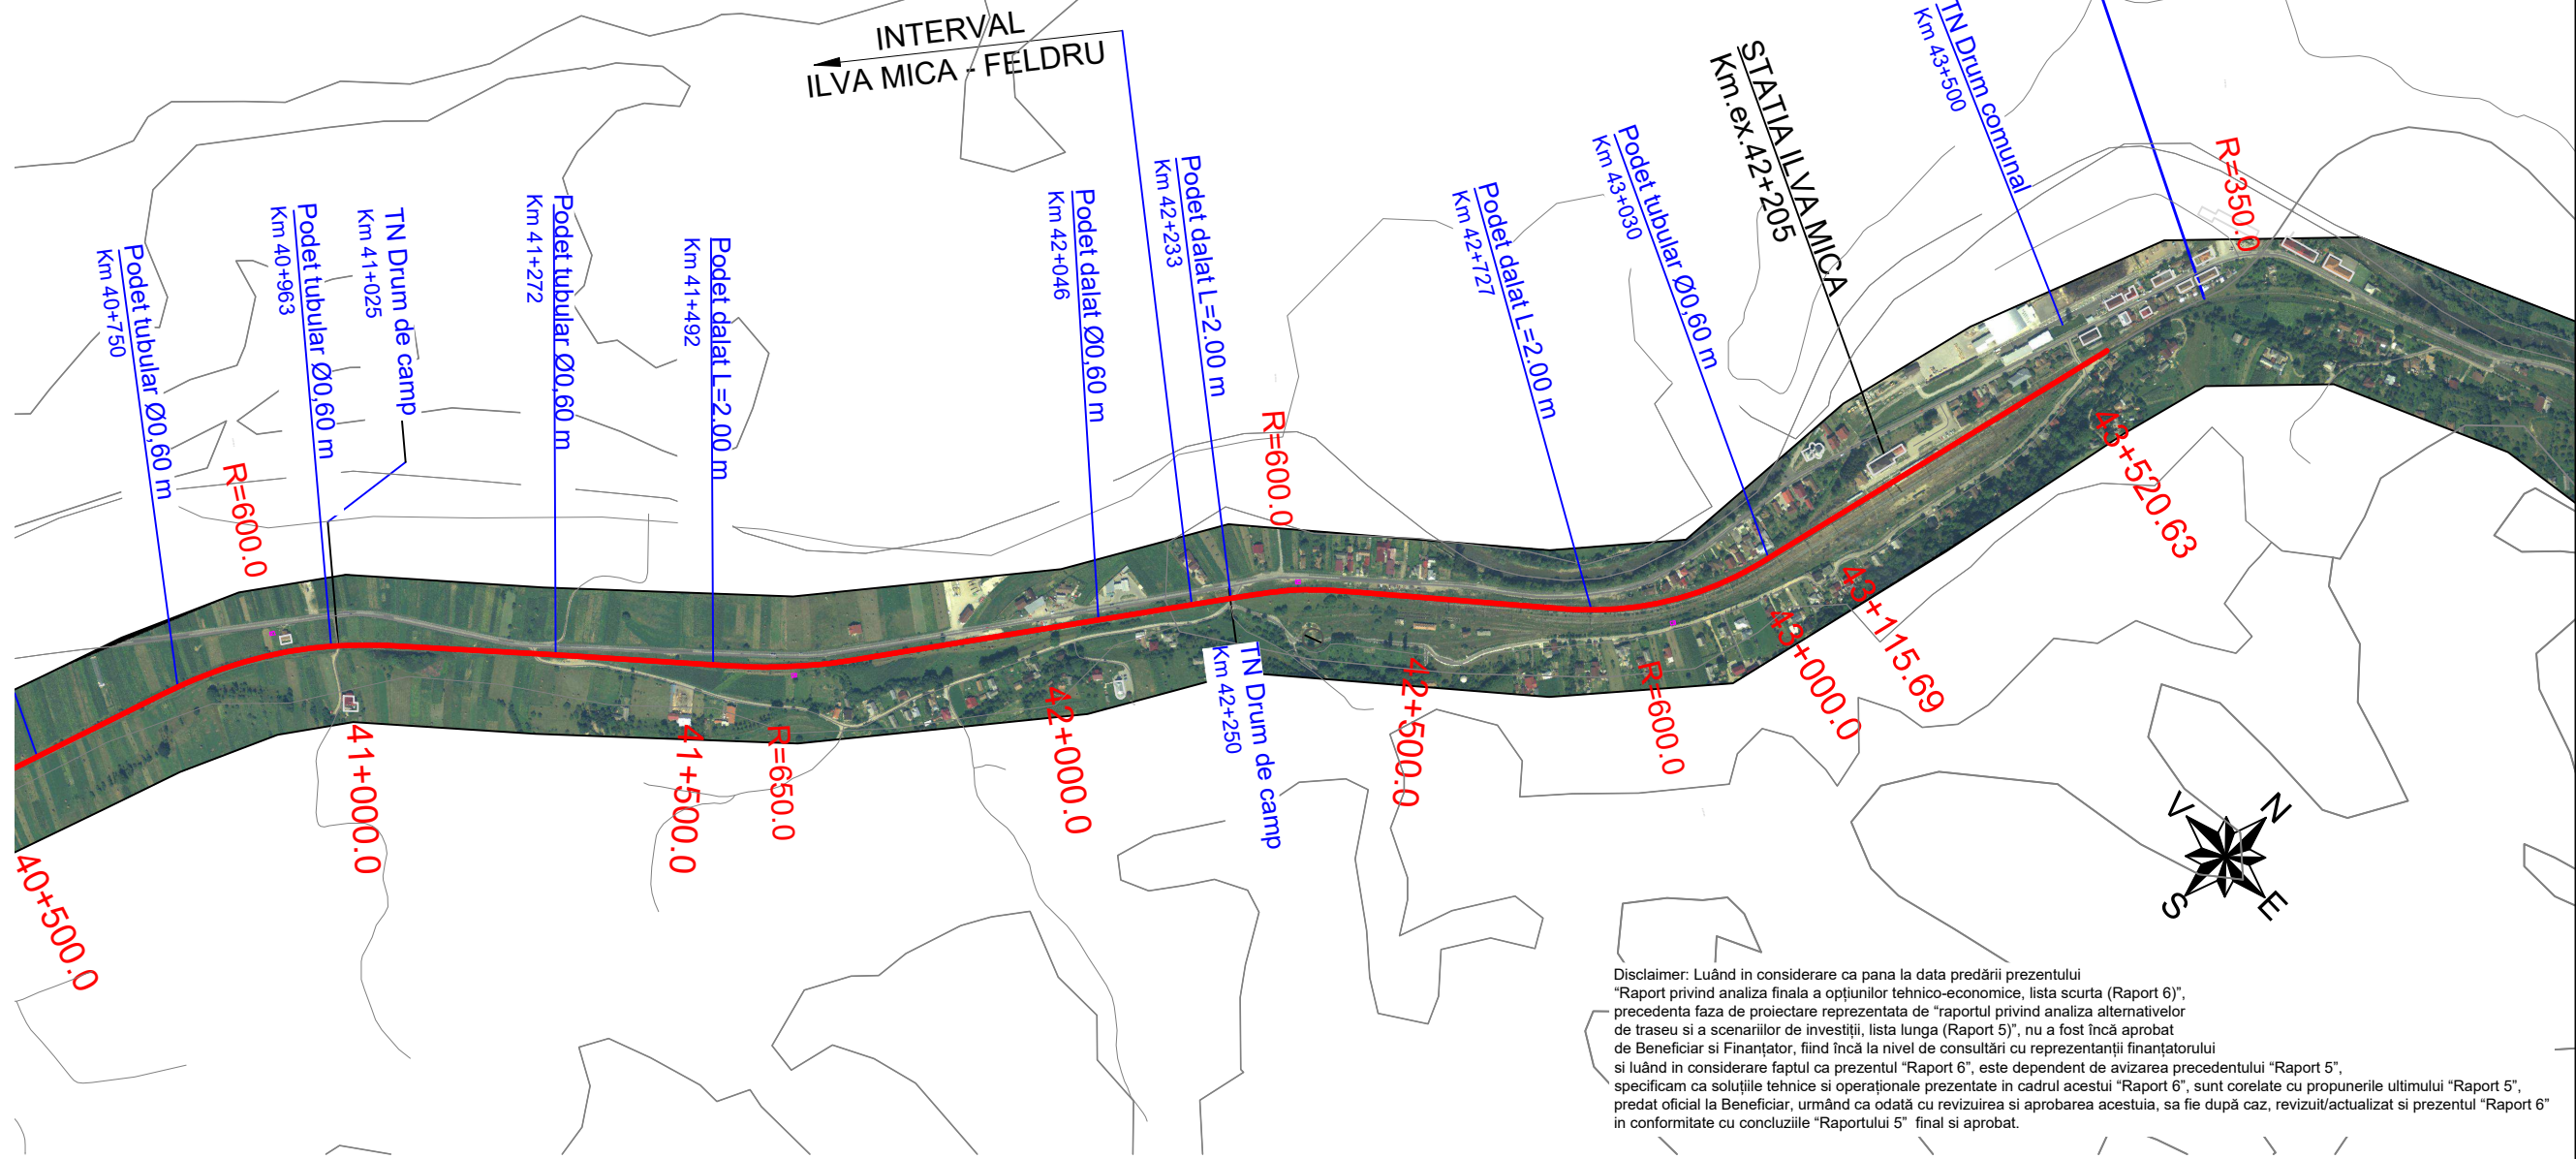 INTERVAL
ILVA MICA - FELDRU
Podet tubular Ø0,60 m
Km 40+750
R=600.0
Podet tubular Ø0,60 m
Km 40+963
TN Drum de camp
Km 41+025
Podet tubular Ø0,60 m
Km 41+272
Podet dalat L=2.00 m
Km 41+492
Podet dalat Ø0,60 m
Km 42+046
Podet dalat L=2.00 m
Km 42+233
R=600.0
Podet dalat L=2.00 m
Km 42+727
Podet tubular Ø0,60 m
Km 43+030
STATIA ILVA MICA
Km.ex.42+205
TN Drum comunal
Km 43+500
R=350.0
40+500.0
41+000.0
41+500.0
R=650.0
42+000.0
TN Drum de camp
Km 42+250
42+500.0
R=600.0
43+000.0
43+115.69
43+520.63
V
N
S
E
Disclaimer: Luând in considerare ca pana la data predării prezentului
“Raport privind analiza finala a opțiunilor tehnico-economice, lista scurta (Raport 6)”,
precedenta faza de proiectare reprezentata de “raportul privind analiza alternativelor
de traseu si a scenariilor de investiții, lista lunga (Raport 5)”, nu a fost încă aprobat
de Beneficiar si Finanțator, fiind încă la nivel de consultări cu reprezentanții finanțatorului
si luând in considerare faptul ca prezentul “Raport 6”, este dependent de avizarea precedentului “Raport 5”,
specificam ca soluțiile tehnice si operaționale prezentate in cadrul acestui “Raport 6”, sunt corelate cu propunerile ultimului “Raport 5”,
predat oficial la Beneficiar, urmând ca odată cu revizuirea si aprobarea acestuia, sa fie după caz, revizuit/actualizat si prezentul “Raport 6”
in conformitate cu concluziile “Raportului 5” final si aprobat.